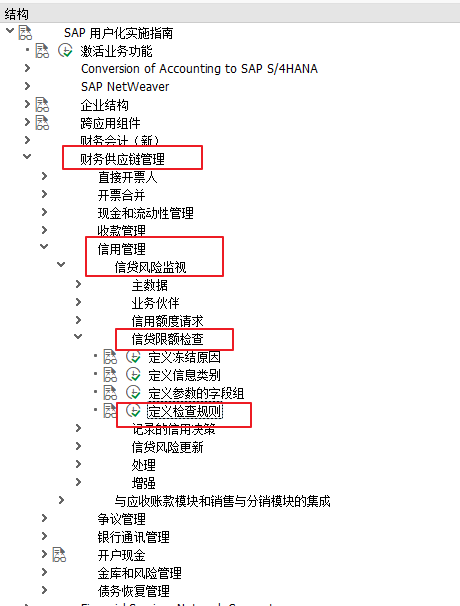 结构
SAP 用户化实施指南
激活业务功能
Conversion of Accounting to SAP S/4HANA
SAP NetWeaver
企业结构
跨应用组件
财务会计（新）
财务供应链管理
直接开票人
开票合并
现金和流动性管理
收款管理
信用管理
信贷风险监视
主数据
业务伙伴
信用额度请求
信贷限额检查
定义冻结原因
定义信息类别
定义参数的字段组
定义检查规则
记录的信用决策
信贷风险更新
处理
增强
与应收账款模块和销售与分销模块的集成
争议管理
银行通讯管理
开户现金
金库和风险管理
债务恢复管理